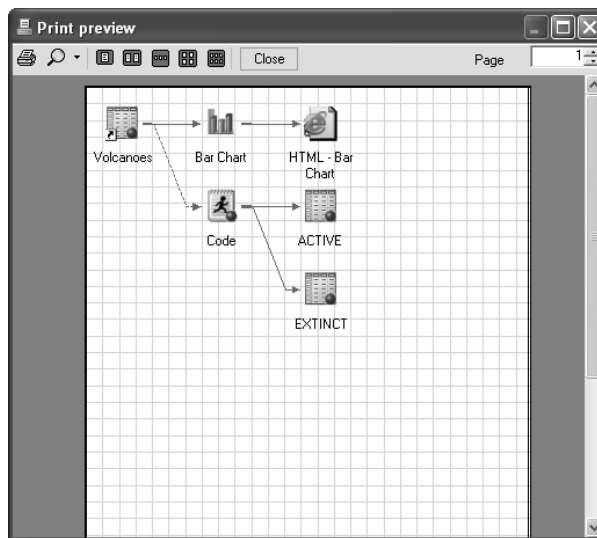 Print preview
Close
Page
1
Volcanoes
Bar Chart
HTML - Bar
Chart
Code
ACTIVE
EXTINCT